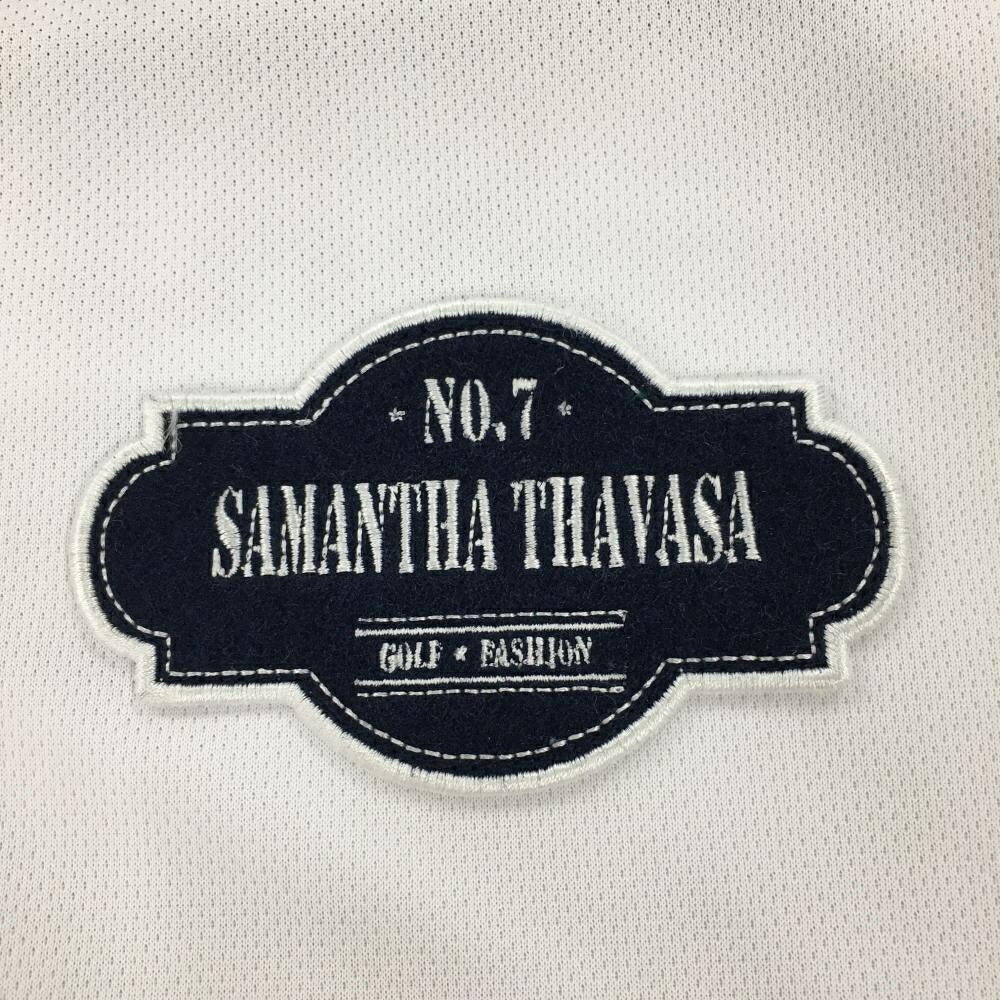 * NO.7 *
SAMANTHA THAVASA
GOLF * FASHION